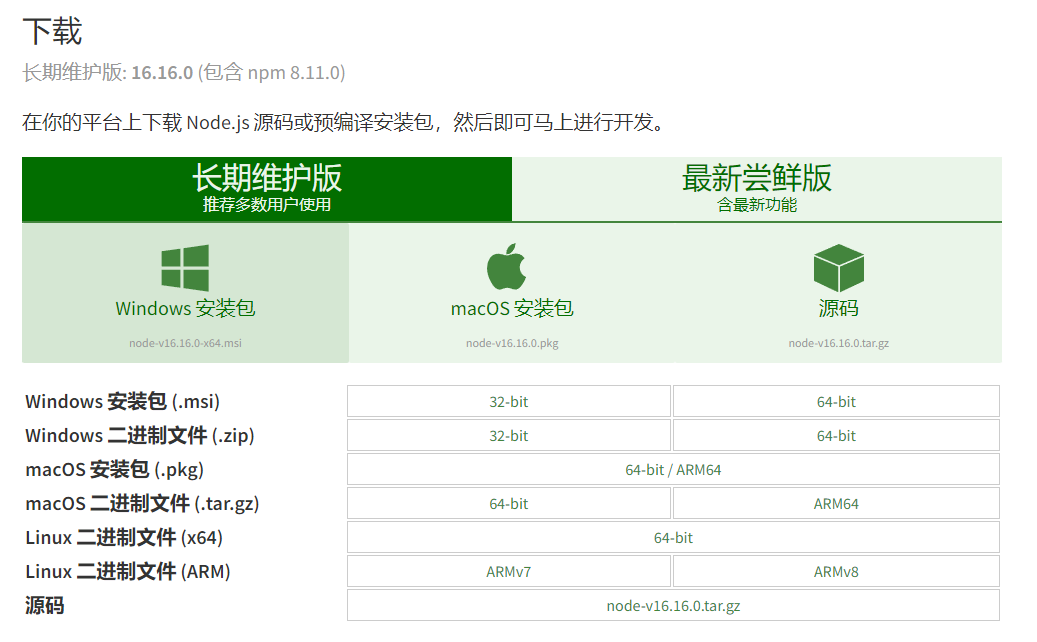 下载
长期维护版: 16.16.0 (包含 npm 8.11.0)
在你的平台上下载 Node.js 源码或预编译安装包，然后即可马上进行开发。
长期维护版 最新尝鲜版
推荐多数用户使用 含最新功能
Windows 安装包 macOS 安装包 源码
node-v16.16.0-x64.msi node-v16.16.0.pkg node-v16.16.0.tar.gz
Windows 安装包 (.msi) 32-bit 64-bit
Windows 二进制文件 (.zip) 32-bit 64-bit
macOS 安装包 (.pkg) 64-bit / ARM64
macOS 二进制文件 (.tar.gz) 64-bit ARM64
Linux 二进制文件 (x64) 64-bit
Linux 二进制文件 (ARM) ARMv7 ARMv8
源码 node-v16.16.0.tar.gz